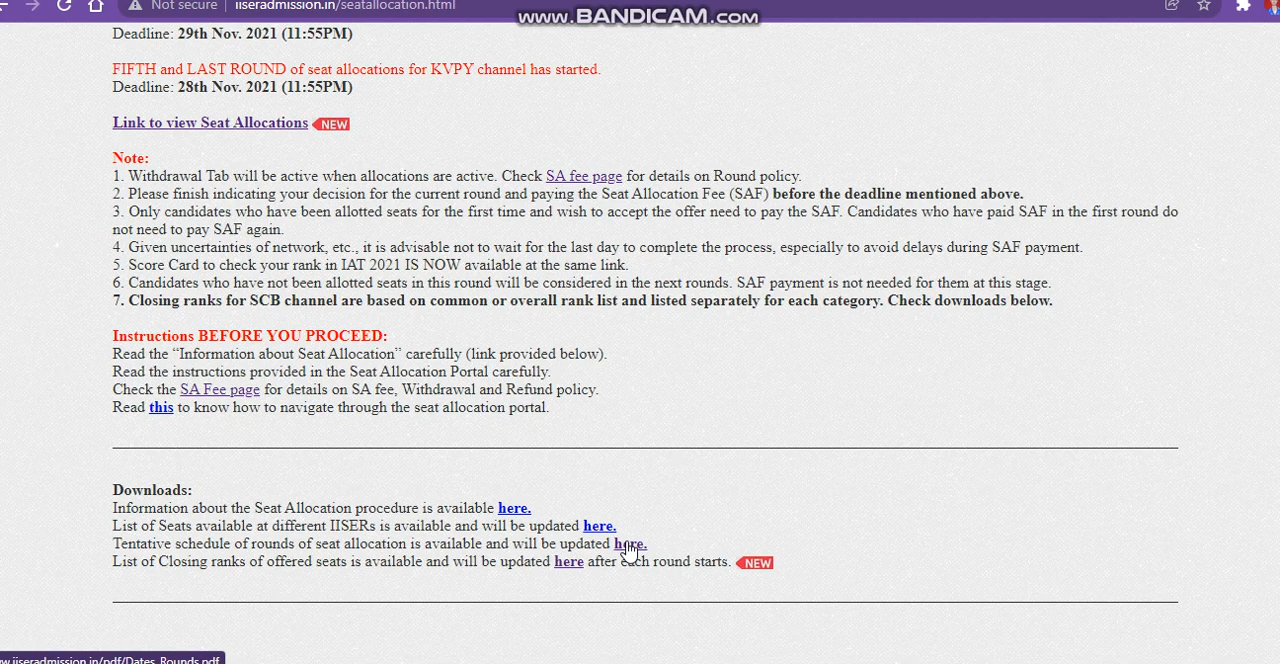 Not secure | iiseradmission.in/seatallocation.html
www.BANDICAM.com
Deadline: 29th Nov. 2021 (11:55PM)
FIFTH and LAST ROUND of seat allocations for KVPY channel has started.
Deadline: 28th Nov. 2021 (11:55PM)
Link to view Seat Allocations NEW
Note:
1. Withdrawal Tab will be active when allocations are active. Check SA fee page for details on Round policy.
2. Please finish indicating your decision for the current round and paying the Seat Allocation Fee (SAF) before the deadline mentioned above.
3. Only candidates who have been allotted seats for the first time and wish to accept the offer need to pay the SAF. Candidates who have paid SAF in the first round do
not need to pay SAF again.
4. Given uncertainties of network, etc., it is advisable not to wait for the last day to complete the process, especially to avoid delays during SAF payment.
5. Score Card to check your rank in IAT 2021 IS NOW available at the same link.
6. Candidates who have not been allotted seats in this round will be considered in the next rounds. SAF payment is not needed for them at this stage.
7. Closing ranks for SCB channel are based on common or overall rank list and listed separately for each category. Check downloads below.
Instructions BEFORE YOU PROCEED:
Read the “Information about Seat Allocation” carefully (link provided below).
Read the instructions provided in the Seat Allocation Portal carefully.
Check the SA Fee page for details on SA fee, Withdrawal and Refund policy.
Read this to know how to navigate through the seat allocation portal.
Downloads:
Information about the Seat Allocation procedure is available here.
List of Seats available at different IISERs is available and will be updated here.
Tentative schedule of rounds of seat allocation is available and will be updated here.
List of Closing ranks of offered seats is available and will be updated here after each round starts. NEW
w.iiseradmission.in/pdf/Dates_Rounds.pdf